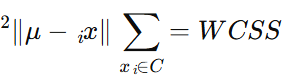 ²‖μ − ᵢx‖ ∑ x ᵢ∈C = WCSS